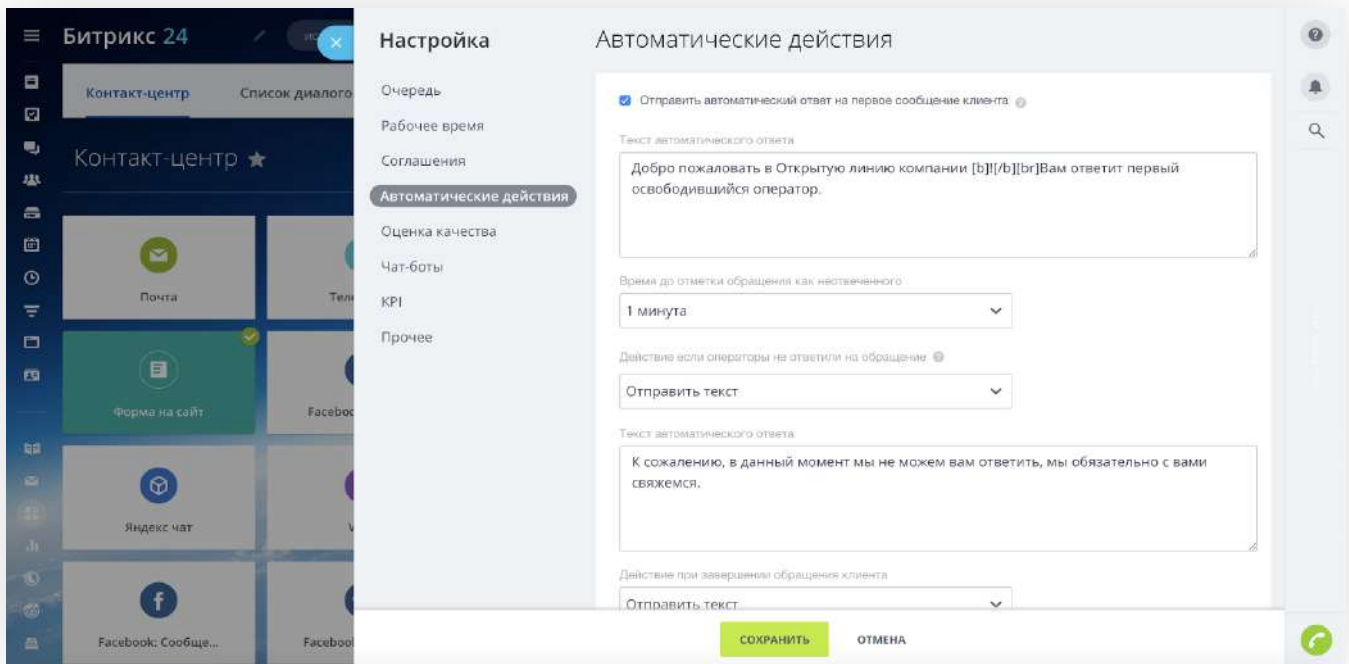 Битрикс 24
Контакт-центр
Список диалого
Контакт-центр
Почта
Теле
Форма на сайт
Facebook
Яндекс чат
V
Facebook: Сообще...
Facebook
Настройка
Очередь
Рабочее время
Соглашения
Автоматические действия
Оценка качества
Чат-боты
KPI
Прочее
Автоматические действия
Отправить автоматический ответ на первое сообщение клиента
Текст автоматического ответа
Добро пожаловать в Открытую линию компании [b]![/b][br]Вам ответит первый
освободившийся оператор.
Время до отметки обращения как неотвеченного
1 минута
Действие если операторы не ответили на обращение
Отправить текст
Текст автоматического ответа
К сожалению, в данный момент мы не можем вам ответить, мы обязательно с вами
свяжемся.
Действие при завершении обращения клиента
Отправить текст
СОХРАНИТЬ
ОТМЕНА